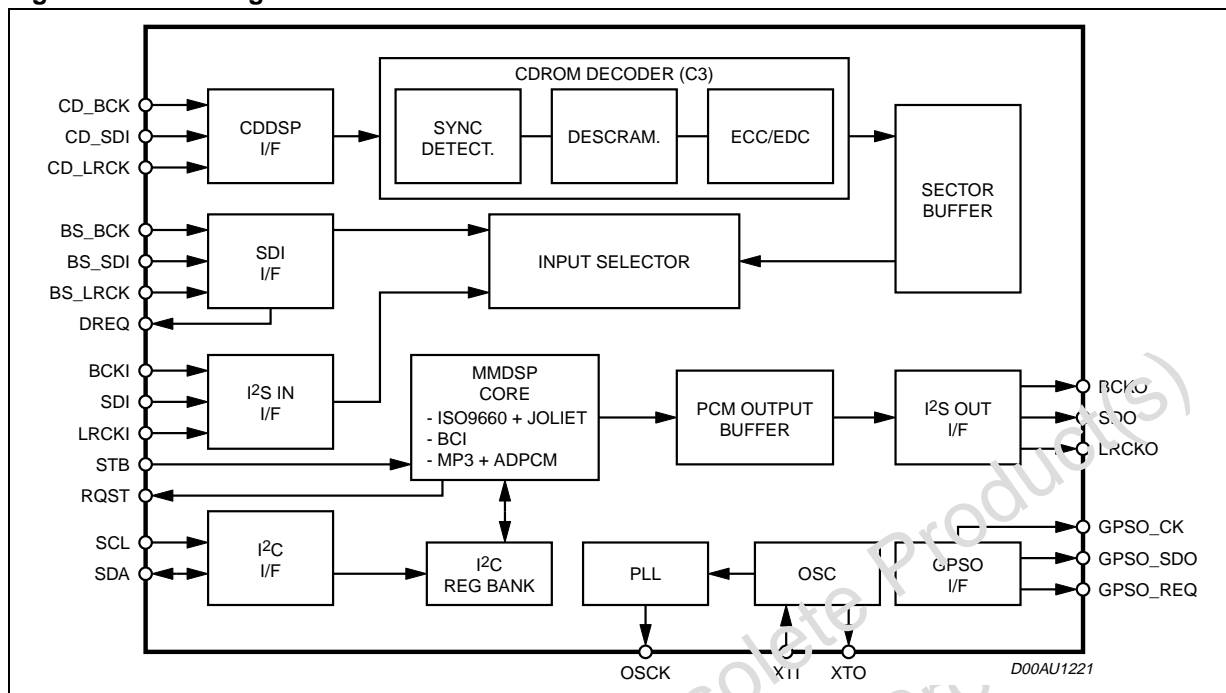 CDROM DECODER (C3)
CD_BCK
CD_SDI
CD_LRCK
CDDSP
I/F
SYNC
DETECT.
DESCRAM.
ECC/EDC
SECTOR
BUFFER
BS_BCK
BS_SDI
BS_LRCK
DREQ
SDI
I/F
INPUT SELECTOR
BCKI
SDI
LRCKI
STB
RQST
I²S IN
I/F
MMDSP
CORE
- ISO9660 + JOLIET
- BCI
- MP3 + ADPCM
PCM OUTPUT
BUFFER
I²S OUT
I/F
BCKO
SDO
LRCKO
SCL
SDA
I²C
I/F
I²C
REG BANK
PLL
OSC
GPSO
I/F
GPSO_CK
GPSO_SDO
GPSO_REQ
OSCK
XTI
XTO
D00AU1221
solete Product(s)